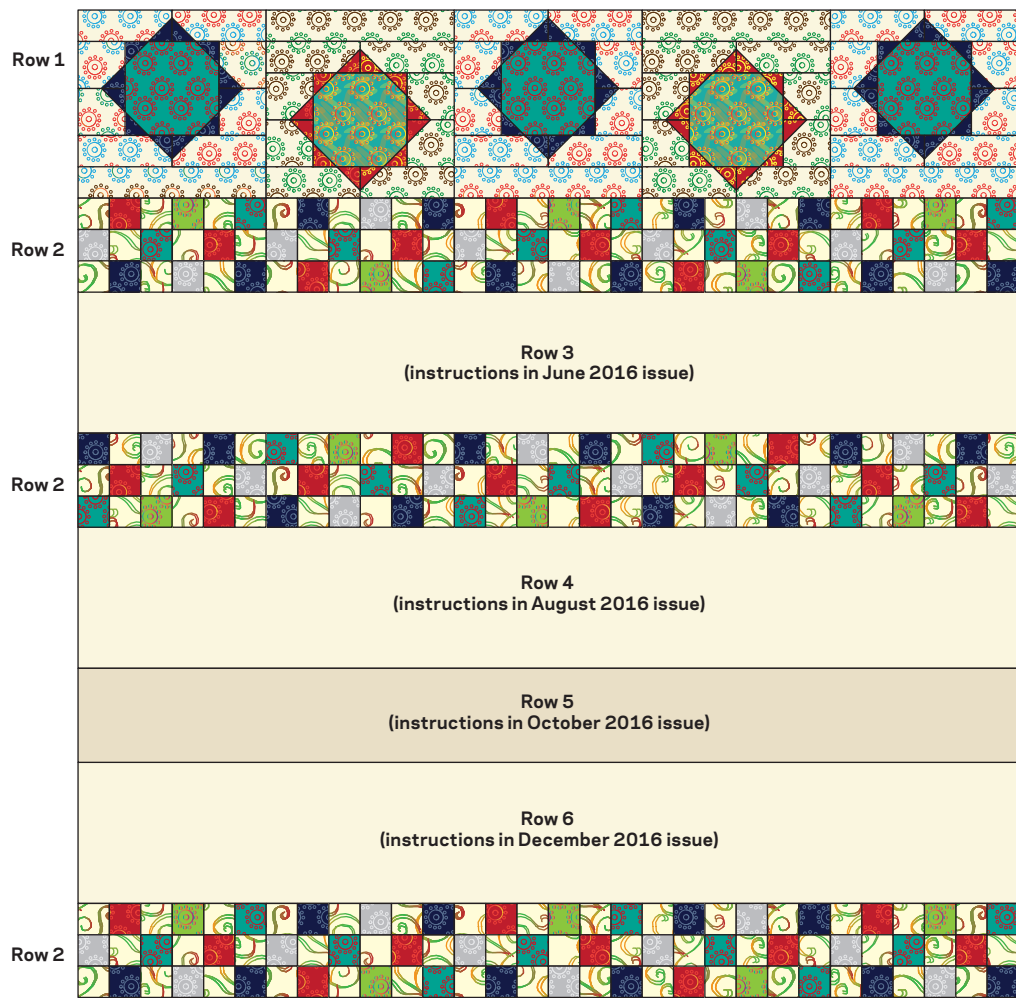 Row 1
Row 2
Row 3
(instructions in June 2016 issue)
Row 2
Row 4
(instructions in August 2016 issue)
Row 5
(instructions in October 2016 issue)
Row 6
(instructions in December 2016 issue)
Row 2